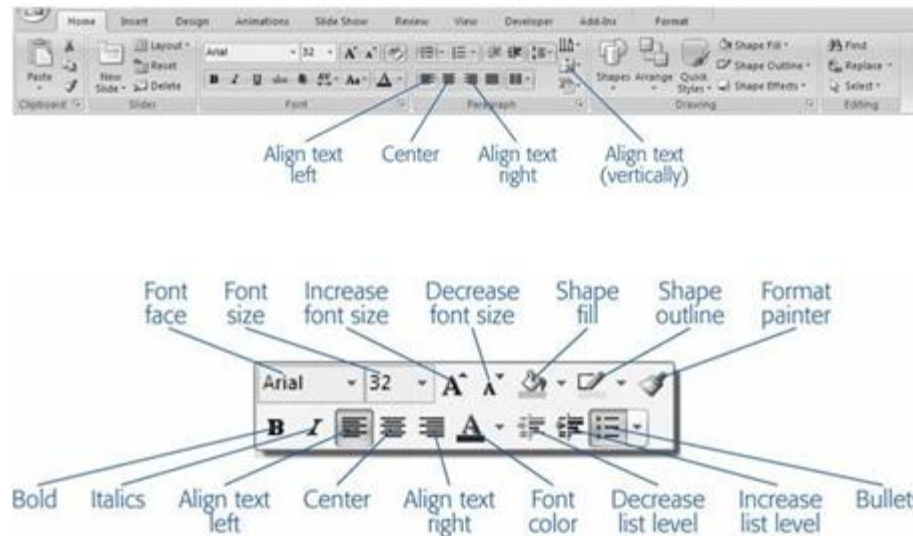 Home Insert Design Animations Slide Show Review View Developer Add-Ins Format
Layout Arial 32 Shape Fill Find
Reset Shape Outline Replace
Paste New Slide Delete B I U abc S AV Aa A Shapes Arrange Quick Styles Shape Effects Select
Clipboard Slides Font Paragraph Drawing Editing
Align text left Center Align text right Align text (vertically)
Font face Font size Increase font size Decrease font size Shape fill Shape outline Format painter
Arial 32 A A
B I A
Bold Italics Align text left Center Align text right Font color Decrease list level Increase list level Bullet